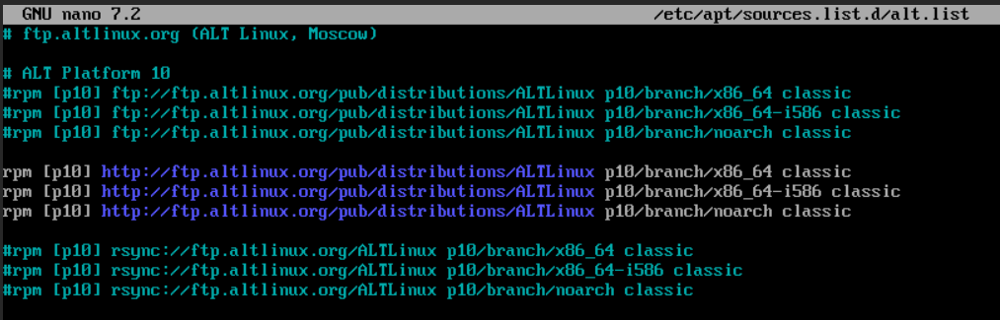 GNU nano 7.2 /etc/apt/sources.list.d/alt.list
# ftp.altlinux.org (ALT Linux, Moscow)
# ALT Platform 10
#rpm [p10] ftp://ftp.altlinux.org/pub/distributions/ALTLinux p10/branch/x86_64 classic
#rpm [p10] ftp://ftp.altlinux.org/pub/distributions/ALTLinux p10/branch/x86_64-i586 classic
#rpm [p10] ftp://ftp.altlinux.org/pub/distributions/ALTLinux p10/branch/noarch classic
rpm [p10] http://ftp.altlinux.org/pub/distributions/ALTLinux p10/branch/x86_64 classic
rpm [p10] http://ftp.altlinux.org/pub/distributions/ALTLinux p10/branch/x86_64-i586 classic
rpm [p10] http://ftp.altlinux.org/pub/distributions/ALTLinux p10/branch/noarch classic
#rpm [p10] rsync://ftp.altlinux.org/ALTLinux p10/branch/x86_64 classic
#rpm [p10] rsync://ftp.altlinux.org/ALTLinux p10/branch/x86_64-i586 classic
#rpm [p10] rsync://ftp.altlinux.org/ALTLinux p10/branch/noarch classic